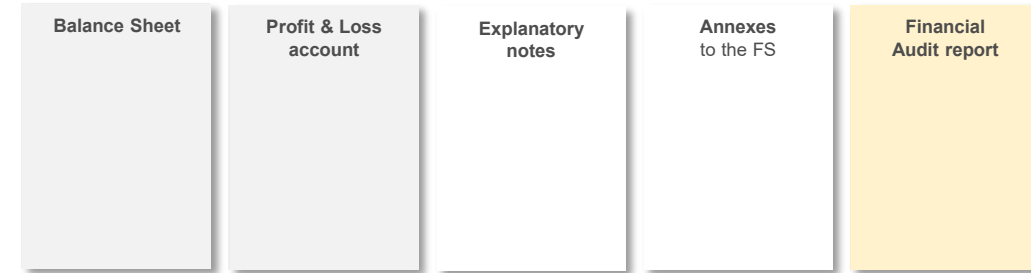 Balance Sheet
Profit & Loss
account
Explanatory
notes
Annexes
to the FS
Financial
Audit report